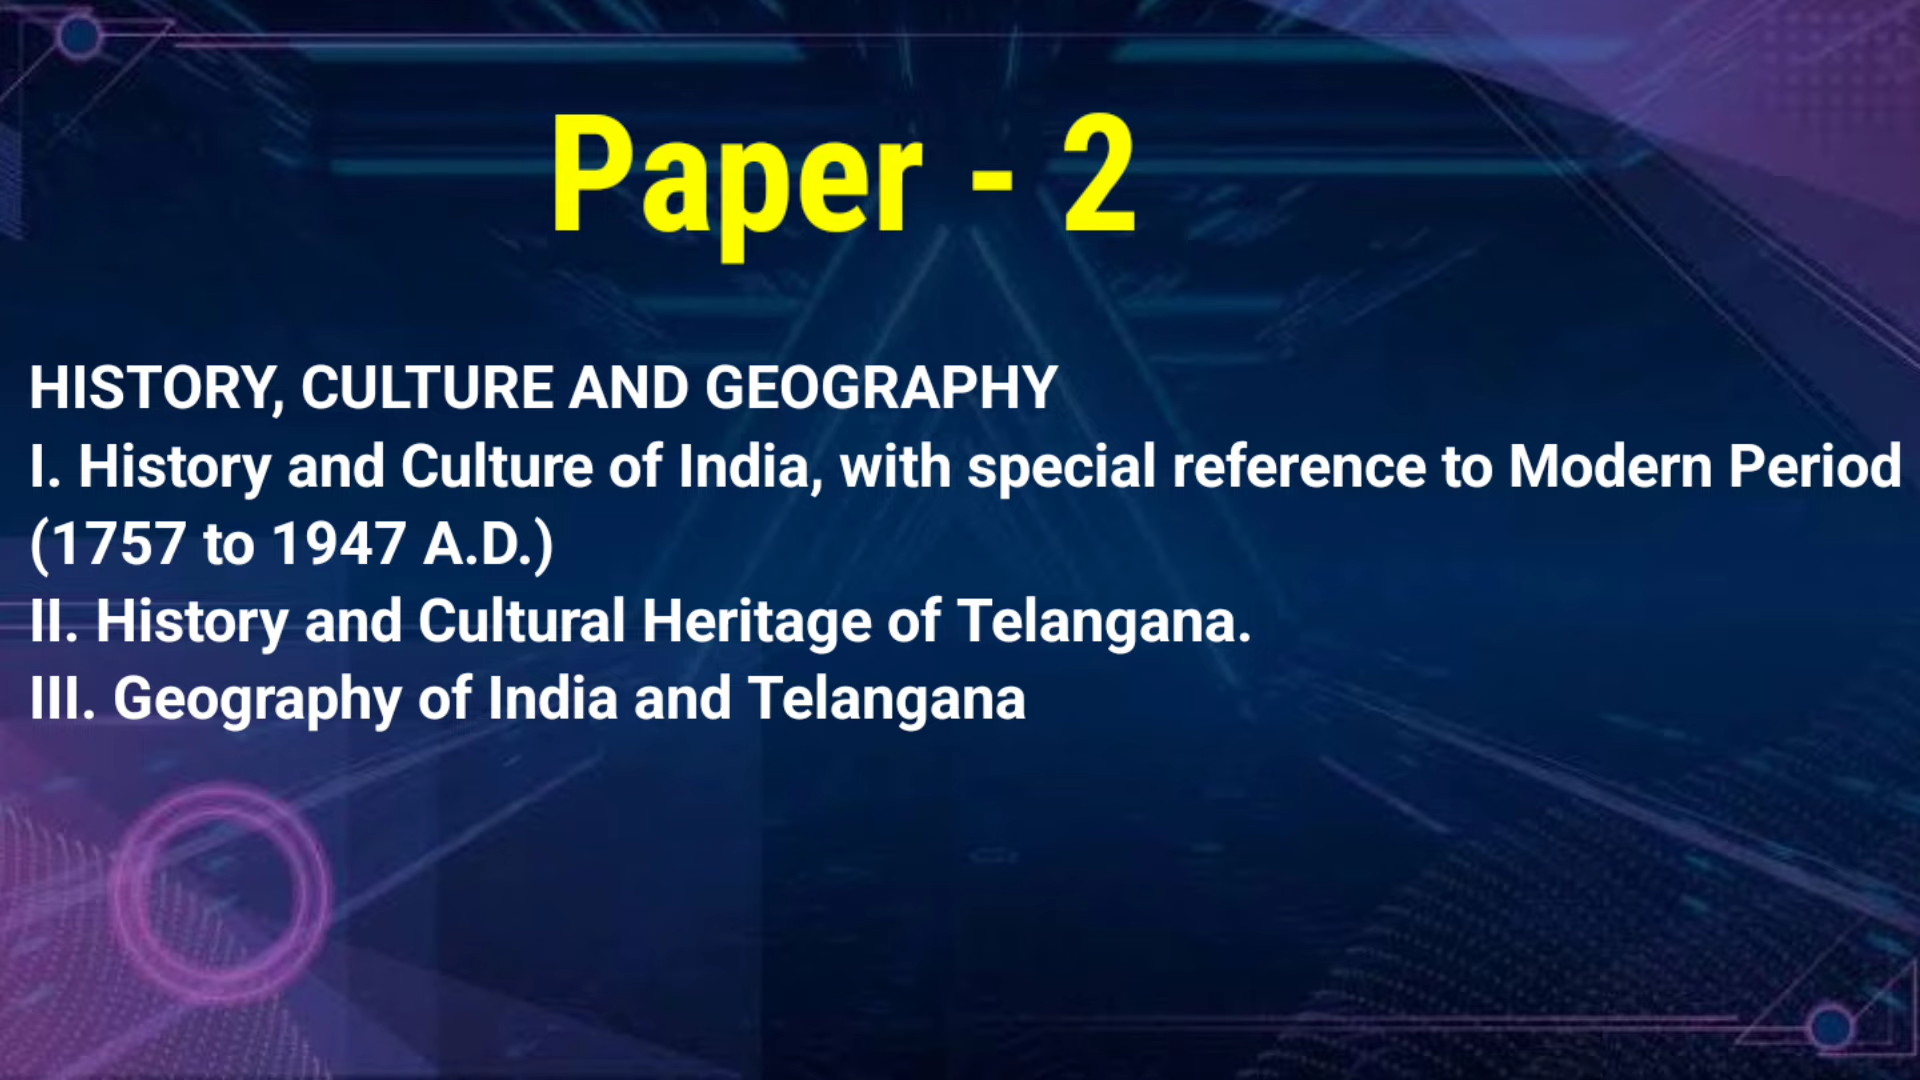 Paper - 2
HISTORY, CULTURE AND GEOGRAPHY
I. History and Culture of India, with special reference to Modern Period
(1757 to 1947 A.D.)
II. History and Cultural Heritage of Telangana.
III. Geography of India and Telangana